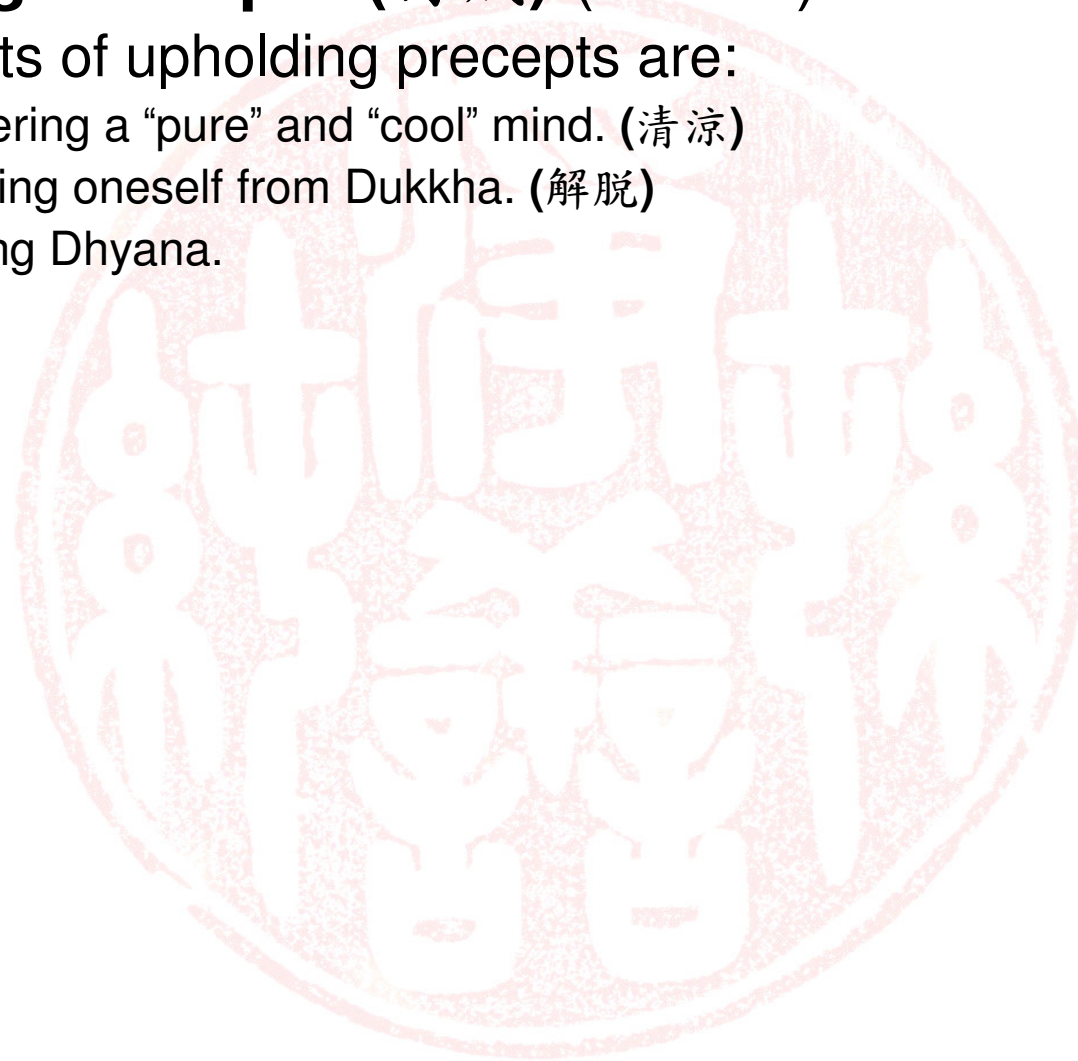 ts of upholding precepts are:
ering a “pure” and “cool” mind. (清涼)
ing oneself from Dukkha. (解脱)
ng Dhyana.